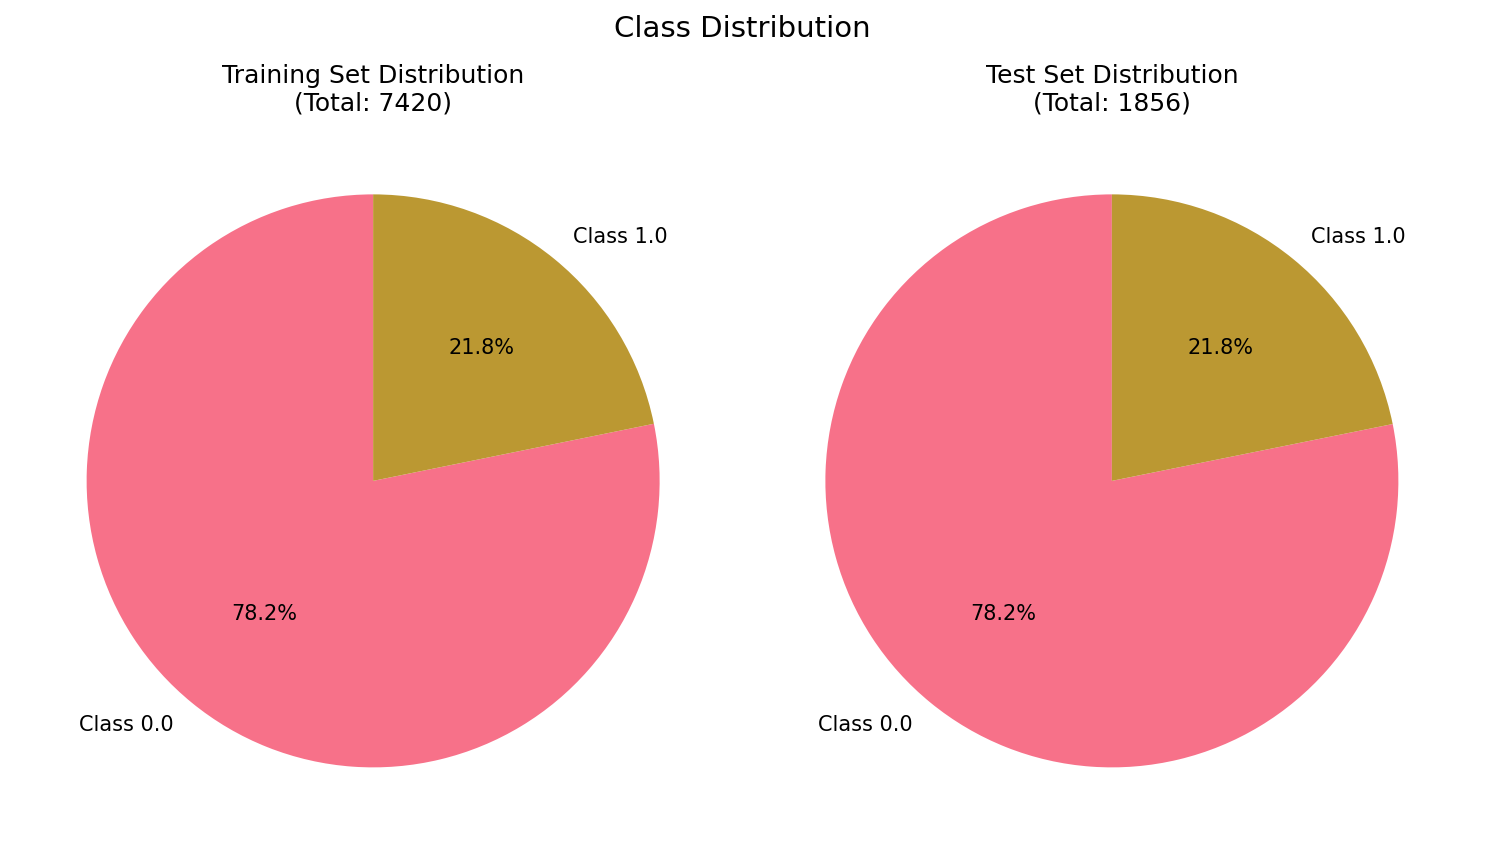 Class Distribution
Training Set Distribution
(Total: 7420)
Class 1.0
21.8%
78.2%
Class 0.0
Test Set Distribution
(Total: 1856)
Class 1.0
21.8%
78.2%
Class 0.0